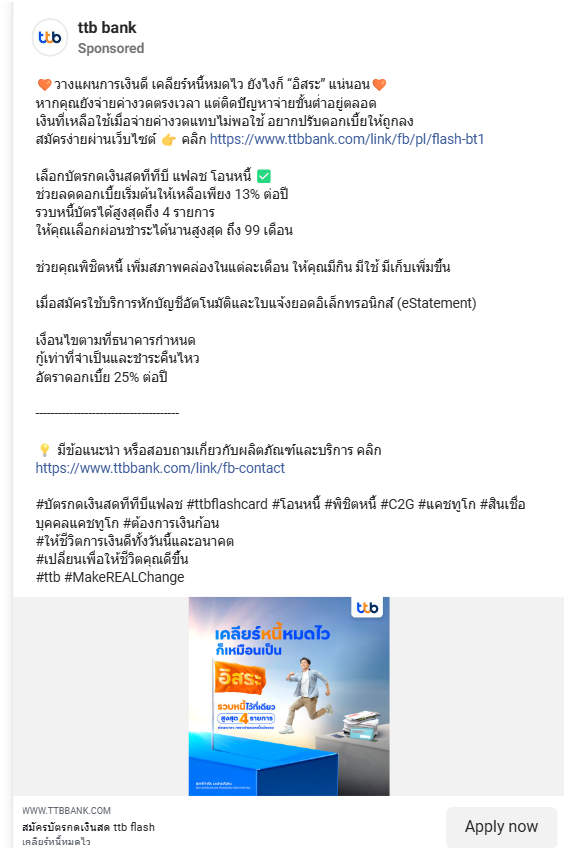 ttb
ttb bank
Sponsored
🧡วางแผนการเงินดี เคลียร์หนี้หมดไว ยังไงก็ “อิสระ” แน่นอน🧡
หากคุณยังจ่ายค่างวดตรงเวลา แต่ติดปัญหาจ่ายขั้นต่ำอยู่ตลอด
เงินที่เหลือใช้เมื่อจ่ายค่างวดแทบไม่พอใช้ อยากปรับดอกเบี้ยให้ถูกลง
สมัครง่ายผ่านเว็บไซต์ 👉 คลิก https://www.ttbbank.com/link/fb/pl/flash-bt1
เลือกบัตรกดเงินสดทีทีบี แฟลช โอนหนี้ ✅
ช่วยลดดอกเบี้ยเริ่มต้นให้เหลือเพียง 13% ต่อปี
รวบหนี้บัตรได้สูงสุดถึง 4 รายการ
ให้คุณเลือกผ่อนชำระได้นานสูงสุด ถึง 99 เดือน
ช่วยคุณพิชิตหนี้ เพิ่มสภาพคล่องในแต่ละเดือน ให้คุณมีกิน มีใช้ มีเก็บเพิ่มขึ้น
เมื่อสมัครใช้บริการหักบัญชีอัตโนมัติและใบแจ้งยอดอิเล็กทรอนิกส์ (eStatement)
เงื่อนไขตามที่ธนาคารกำหนด
กู้เท่าที่จำเป็นและชำระคืนไหว
อัตราดอกเบี้ย 25% ต่อปี
--------------------------------------
💡 มีข้อแนะนำ หรือสอบถามเกี่ยวกับผลิตภัณฑ์และบริการ คลิก
https://www.ttbbank.com/link/fb-contact
#บัตรกดเงินสดทีทีบีแฟลช #ttbflashcard #โอนหนี้ #พิชิตหนี้ #C2G #แคชทูโก #สินเชื่อ
บุคคลแคชทูโก #ต้องการเงินก้อน
#ให้ชีวิตการเงินดีทั้งวันนี้และอนาคต
#เปลี่ยนเพื่อให้ชีวิตคุณดีขึ้น
#ttb #MakeREALChange
ttb
เคลียร์หนี้หมดไว
ก็เหมือนเป็น
อิสระ
รวบหนี้ไว้ที่เดียว
สูงสุด 4 รายการ
WWW.TTBBANK.COM
สมัครบัตรกดเงินสด ttb flash
เคลียร์หนี้หมดไว
Apply now